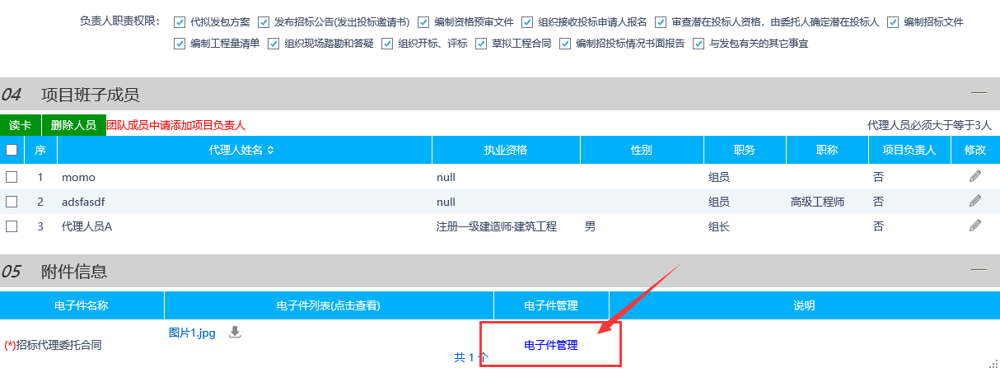 负责人职责权限： 代拟发包方案 发布招标公告(发出投标邀请书) 编制资格预审文件 组织接收投标申请人报名 审查潜在投标人资格，由委托人确定潜在投标人 编制招标文件
编制工程量清单 组织现场踏勘和答疑 组织开标、评标 草拟工程合同 编制招投标情况书面报告 与发包有关的其它事宜
04 项目班子成员
读卡 删除人员 团队成员中请添加项目负责人 代理人员必须大于等于3人
序 代理人姓名 执业资格 性别 职务 职称 项目负责人 修改
1 momo null 组员 否
2 adsfasdf null 组员 高级工程师 否
3 代理人员A 注册一级建造师·建筑工程 男 组长 否
05 附件信息
电子件名称 电子件列表(点击查看) 电子件管理 说明
(*)招标代理委托合同 图片1.jpg 电子件管理
共 1 个